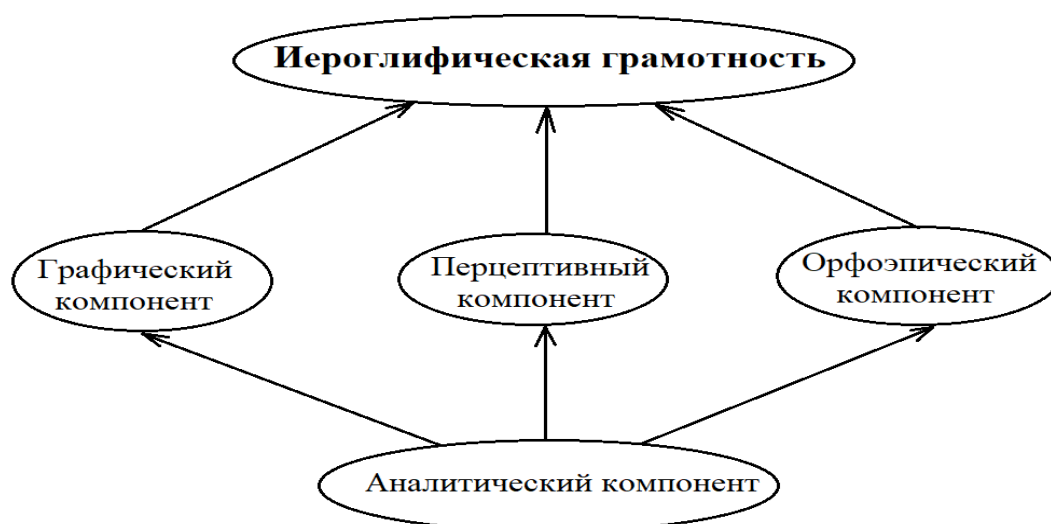 Иероглифическая грамотность
Графический
компонент
Перцептивный
компонент
Орфоэпический
компонент
Аналитический компонент